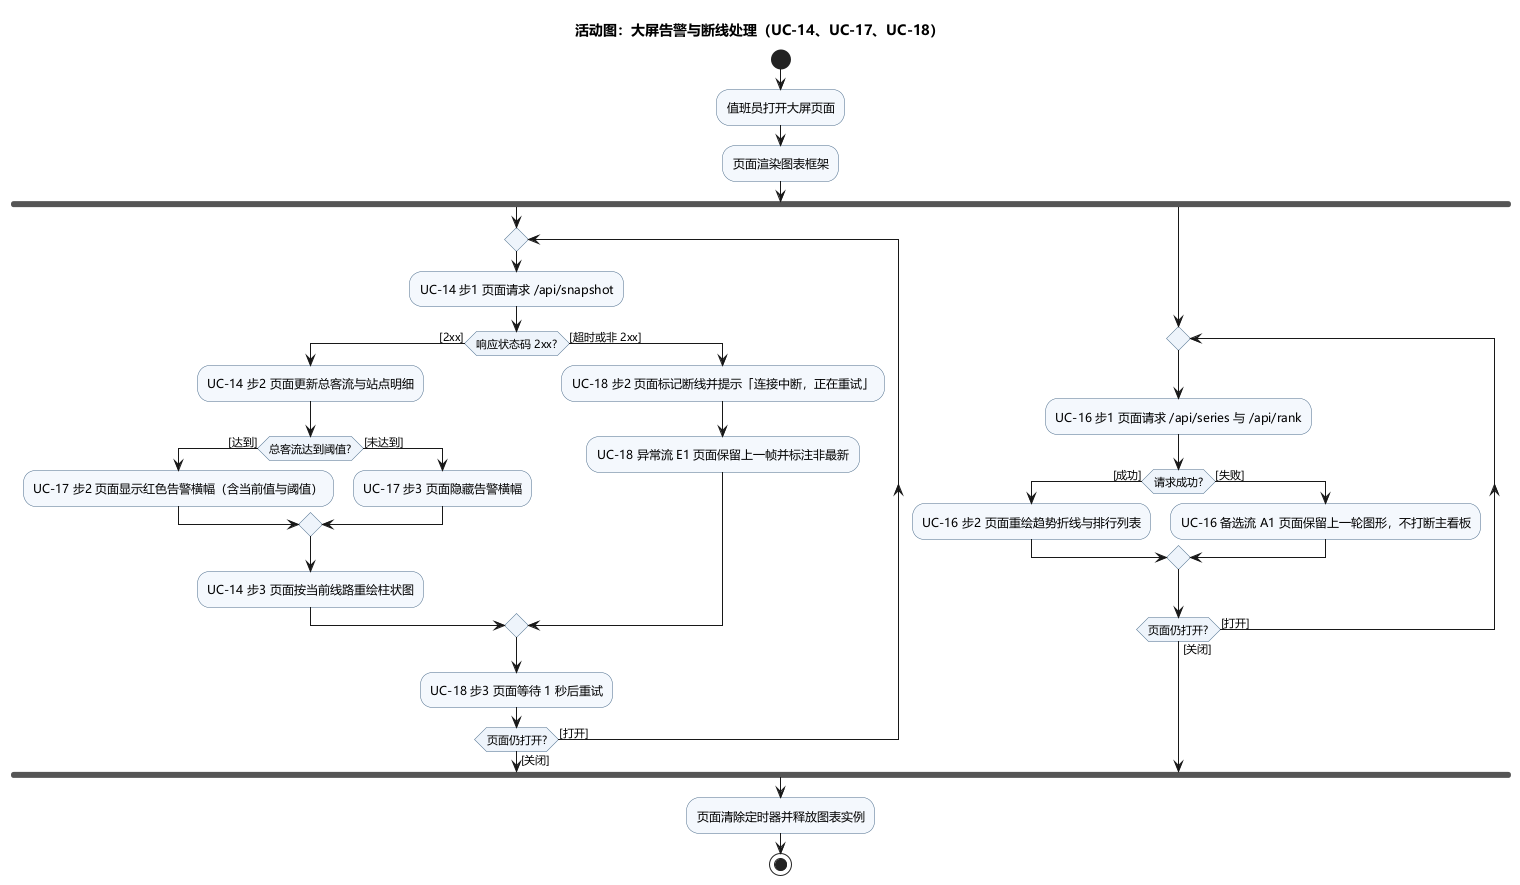 活动图：大屏告警与断线处理（UC-14、UC-17、UC-18）
值班员打开大屏页面
页面渲染图表框架
UC-14 步1 页面请求 /api/snapshot
[2xx]
响应状态码 2xx?
[超时或非 2xx]
UC-14 步2 页面更新总客流与站点明细
UC-18 步2 页面标记断线并提示「连接中断，正在重试」
[达到]
总客流达到阈值?
[未达到]
UC-18 异常流 E1 页面保留上一帧并标注非最新
UC-17 步2 页面显示红色告警横幅（含当前值与阈值）
UC-17 步3 页面隐藏告警横幅
UC-14 步3 页面按当前线路重绘柱状图
UC-18 步3 页面等待 1 秒后重试
页面仍打开?
[打开]
[关闭]
UC-16 步1 页面请求 /api/series 与 /api/rank
[成功]
请求成功?
[失败]
UC-16 步2 页面重绘趋势折线与排行列表
UC-16 备选流 A1 页面保留上一轮图形，不打断主看板
页面仍打开?
[打开]
[关闭]
页面清除定时器并释放图表实例